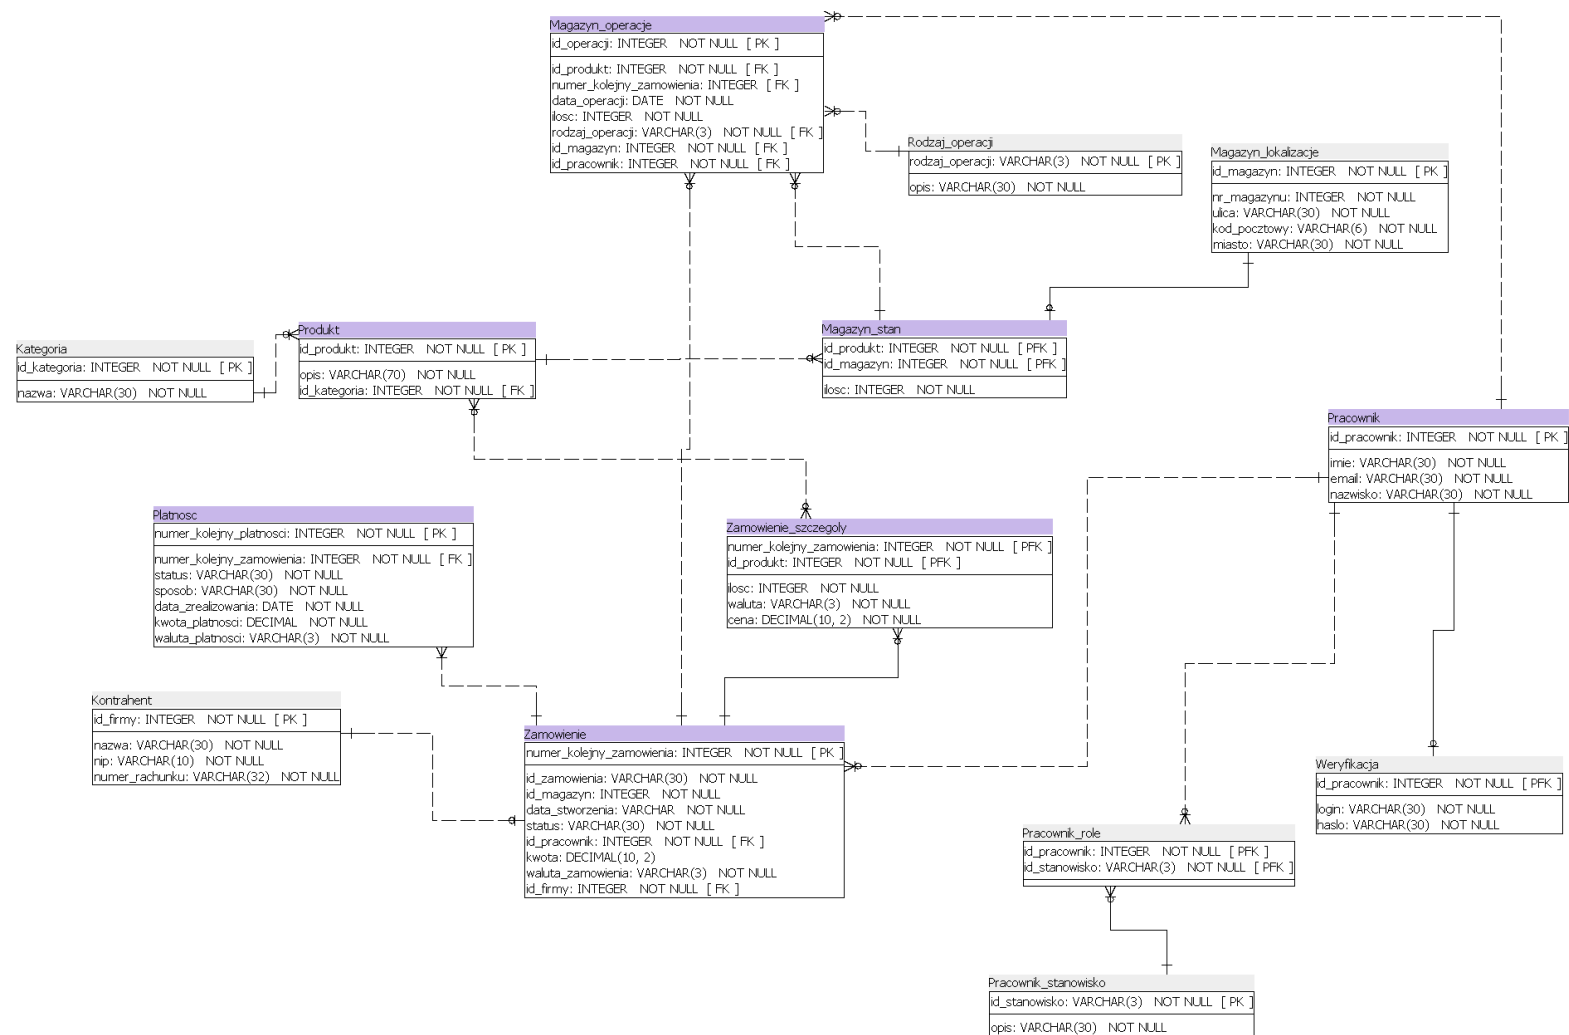 Magazyn_operacje
id_operacji: INTEGER NOT NULL [ PK ]
id_produkt: INTEGER NOT NULL [ FK ]
numer_kolejny_zamowienia: INTEGER [ FK ]
data_operacji: DATE NOT NULL
ilosc: INTEGER NOT NULL
rodzaj_operacji: VARCHAR(3) NOT NULL [ FK ]
id_magazyn: INTEGER NOT NULL [ FK ]
id_pracownik: INTEGER NOT NULL [ FK ]
Rodzaj_operacji
rodzaj_operacji: VARCHAR(3) NOT NULL [ PK ]
opis: VARCHAR(30) NOT NULL
Magazyn_lokalizacje
id_magazyn: INTEGER NOT NULL [ PK ]
nr_magazynu: INTEGER NOT NULL
ulica: VARCHAR(30) NOT NULL
kod_pocztowy: VARCHAR(6) NOT NULL
miasto: VARCHAR(30) NOT NULL
Kategoria
id_kategoria: INTEGER NOT NULL [ PK ]
nazwa: VARCHAR(30) NOT NULL
Produkt
id_produkt: INTEGER NOT NULL [ PK ]
opis: VARCHAR(70) NOT NULL
id_kategoria: INTEGER NOT NULL [ FK ]
Magazyn_stan
id_produkt: INTEGER NOT NULL [ PFK ]
id_magazyn: INTEGER NOT NULL [ PFK ]
ilosc: INTEGER NOT NULL
Pracownik
id_pracownik: INTEGER NOT NULL [ PK ]
imie: VARCHAR(30) NOT NULL
email: VARCHAR(30) NOT NULL
nazwisko: VARCHAR(30) NOT NULL
Platnosc
numer_kolejny_platnosci: INTEGER NOT NULL [ PK ]
numer_kolejny_zamowienia: INTEGER NOT NULL [ FK ]
status: VARCHAR(30) NOT NULL
sposób: VARCHAR(30) NOT NULL
data_zrealizowania: DATE NOT NULL
kwota_platnosci: DECIMAL NOT NULL
waluta_platnosci: VARCHAR(3) NOT NULL
Zamowienie_szczegoly
numer_kolejny_zamowienia: INTEGER NOT NULL [ PFK ]
id_produkt: INTEGER NOT NULL [ PFK ]
ilosc: INTEGER NOT NULL
waluta: VARCHAR(3) NOT NULL
cena: DECIMAL(10, 2) NOT NULL
Kontrahent
id_firmy: INTEGER NOT NULL [ PK ]
nazwa: VARCHAR(30) NOT NULL
nip: VARCHAR(10) NOT NULL
numer_rachunku: VARCHAR(32) NOT NULL
Zamowienie
numer_kolejny_zamowienia: INTEGER NOT NULL [ PK ]
id_zamowienia: VARCHAR(30) NOT NULL
id_magazyn: INTEGER NOT NULL
data_stworzenia: VARCHAR NOT NULL
status: VARCHAR(30) NOT NULL
id_pracownik: INTEGER NOT NULL [ FK ]
kwota: DECIMAL(10, 2)
waluta_zamowienia: VARCHAR(3) NOT NULL
id_firmy: INTEGER NOT NULL [ FK ]
Weryfikacja
id_pracownik: INTEGER NOT NULL [ PFK ]
login: VARCHAR(30) NOT NULL
haslo: VARCHAR(30) NOT NULL
Pracownik_role
id_pracownik: INTEGER NOT NULL [ PFK ]
id_stanowisko: VARCHAR(3) NOT NULL [ PFK ]
Pracownik_stanowisko
id_stanowisko: VARCHAR(3) NOT NULL [ PK ]
opis: VARCHAR(30) NOT NULL